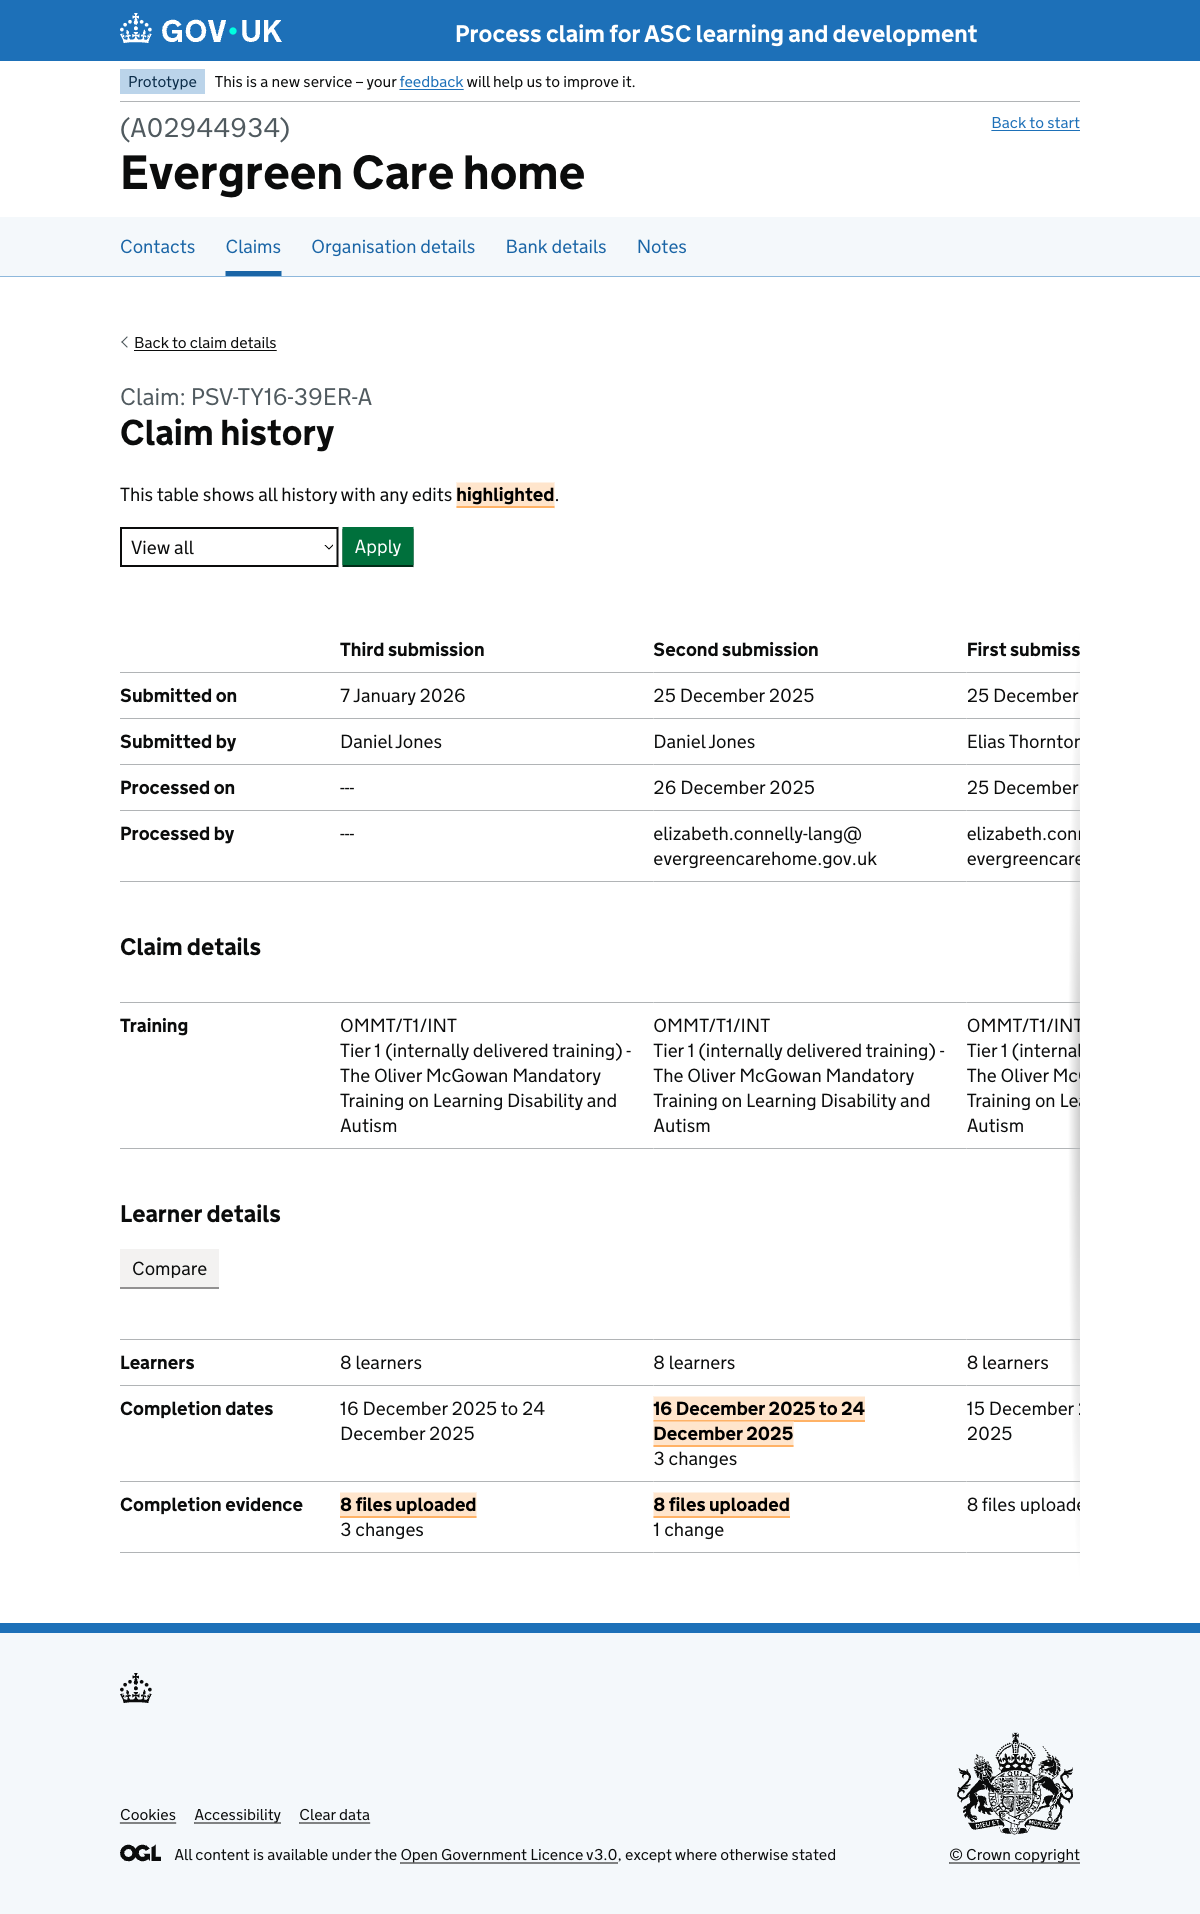 GOV·UK
Process claim for ASC learning and development
Prototype This is a new service – your feedback will help us to improve it.
(A02944934)
Back to start
Evergreen Care home
Contacts Claims Organisation details Bank details Notes
Back to claim details
Claim: PSV-TY16-39ER-A
Claim history
This table shows all history with any edits highlighted.
View all Apply
Third submission Second submission First submiss
Submitted on 7 January 2026 25 December 2025 25 December
Submitted by Daniel Jones Daniel Jones Elias Thornton
Processed on --- 26 December 2025 25 December
Processed by --- elizabeth.connelly-lang@ elizabeth.conn
evergreencarehome.gov.uk evergreencare
Claim details
Training OMMT/T1/INT OMMT/T1/INT OMMT/T1/INT
Tier 1 (internally delivered training) - Tier 1 (internally delivered training) - Tier 1 (internal
The Oliver McGowan Mandatory The Oliver McGowan Mandatory The Oliver McG
Training on Learning Disability and Training on Learning Disability and Training on Lea
Autism Autism Autism
Learner details
Compare
Learners 8 learners 8 learners 8 learners
Completion dates 16 December 2025 to 24 16 December 2025 to 24 15 December
December 2025 December 2025 2025
3 changes
Completion evidence 8 files uploaded 8 files uploaded 8 files uploade
3 changes 1 change
Cookies Accessibility Clear data
OGL All content is available under the Open Government Licence v3.0, except where otherwise stated
© Crown copyright